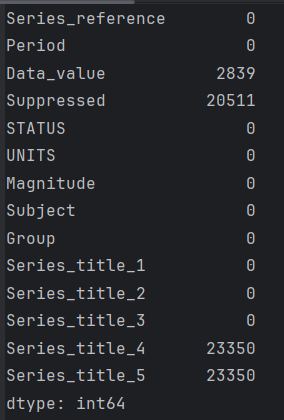 Series_reference 0
Period 0
Data_value 2839
Suppressed 20511
STATUS 0
UNITS 0
Magnitude 0
Subject 0
Group 0
Series_title_1 0
Series_title_2 0
Series_title_3 0
Series_title_4 23350
Series_title_5 23350
dtype: int64